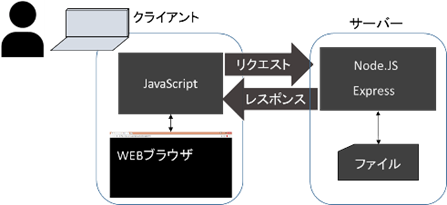 クライアント
サーバー
JavaScript
リクエスト
レスポンス
Node.JS
Express
WEBブラウザ
ファイル